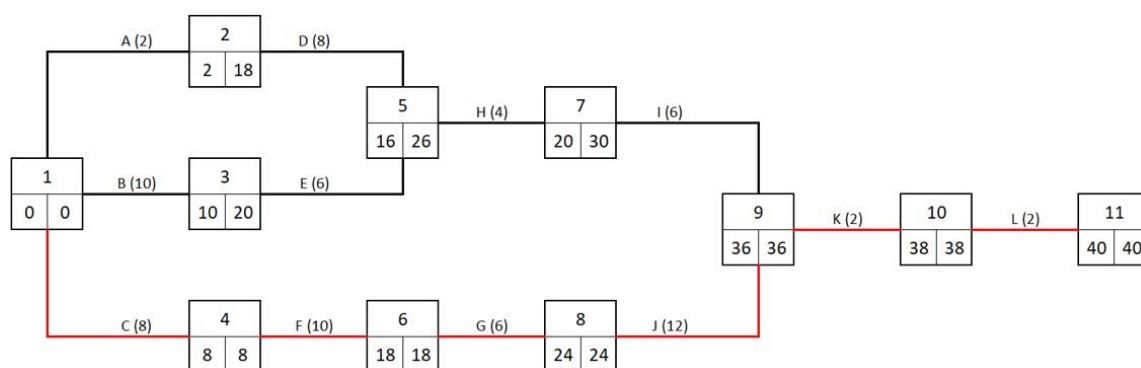 2
A (2)
D (8)
2 18
5
H (4)
7
I (6)
16 26
20 30
1
B (10)
3
E (6)
0 0
10 20
9
K (2)
10
L (2)
11
36 36
38 38
40 40
4
C (8)
F (10)
6
G (6)
8
J (12)
8 8
18 18
24 24